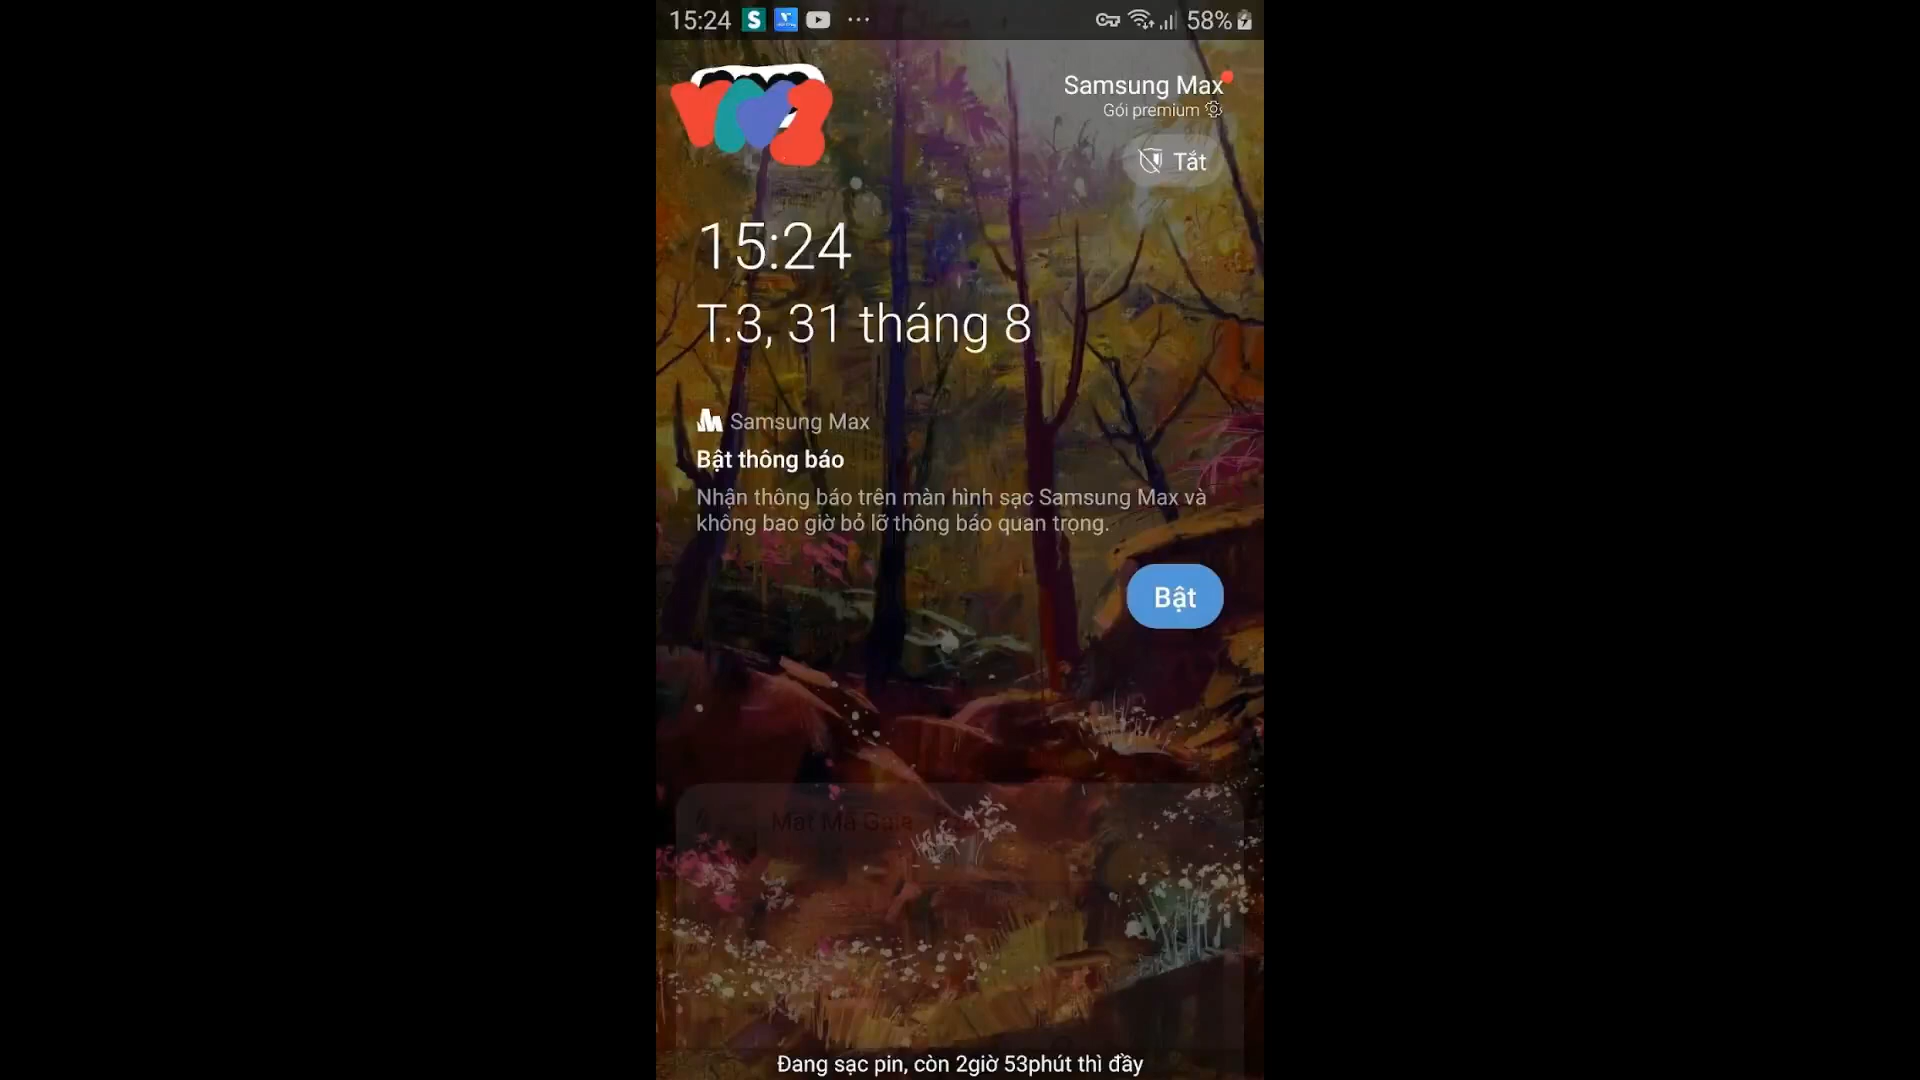 15:24 S ... 58%
Samsung Max
Gói premium
Tắt
15:24
T.3, 31 tháng 8
Samsung Max
Bật thông báo
Nhận thông báo trên màn hình sạc Samsung Max và
không bao giờ bỏ lỡ thông báo quan trọng.
Bật
Đang sạc pin, còn 2giờ 53phút thì đầy